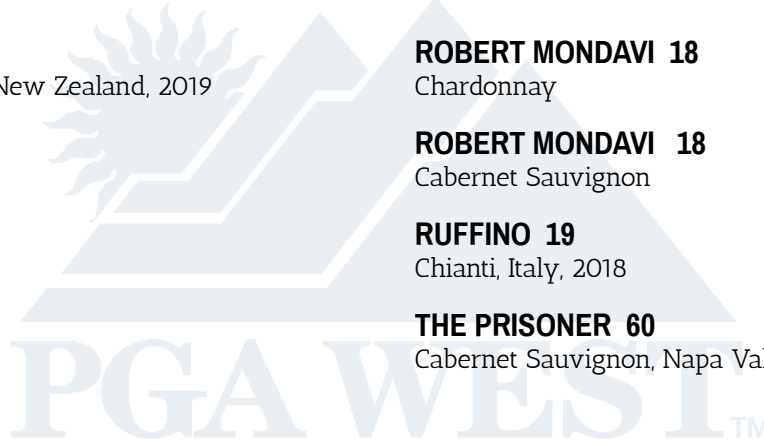 New Zealand, 2019
ROBERT MONDAVI 18
Chardonnay
ROBERT MONDAVI 18
Cabernet Sauvignon
RUFFINO 19
Chianti, Italy, 2018
THE PRISONER 60
Cabernet Sauvignon, Napa
PGA WEST
TM